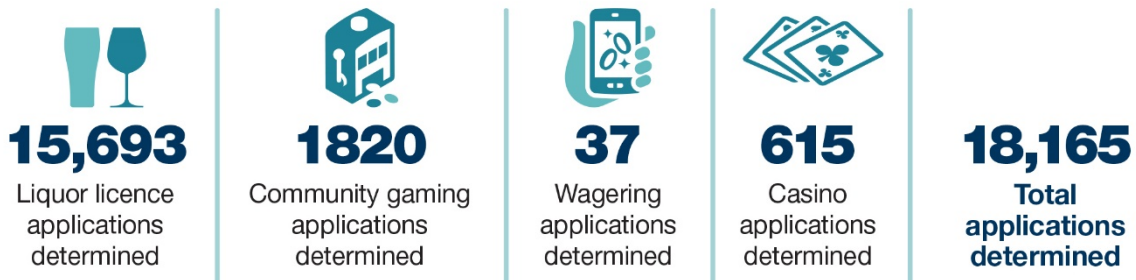 15,693
Liquor licence
applications
determined
1820
Community gaming
applications
determined
37
Wagering
applications
determined
615
Casino
applications
determined
18,165
Total
applications
determined